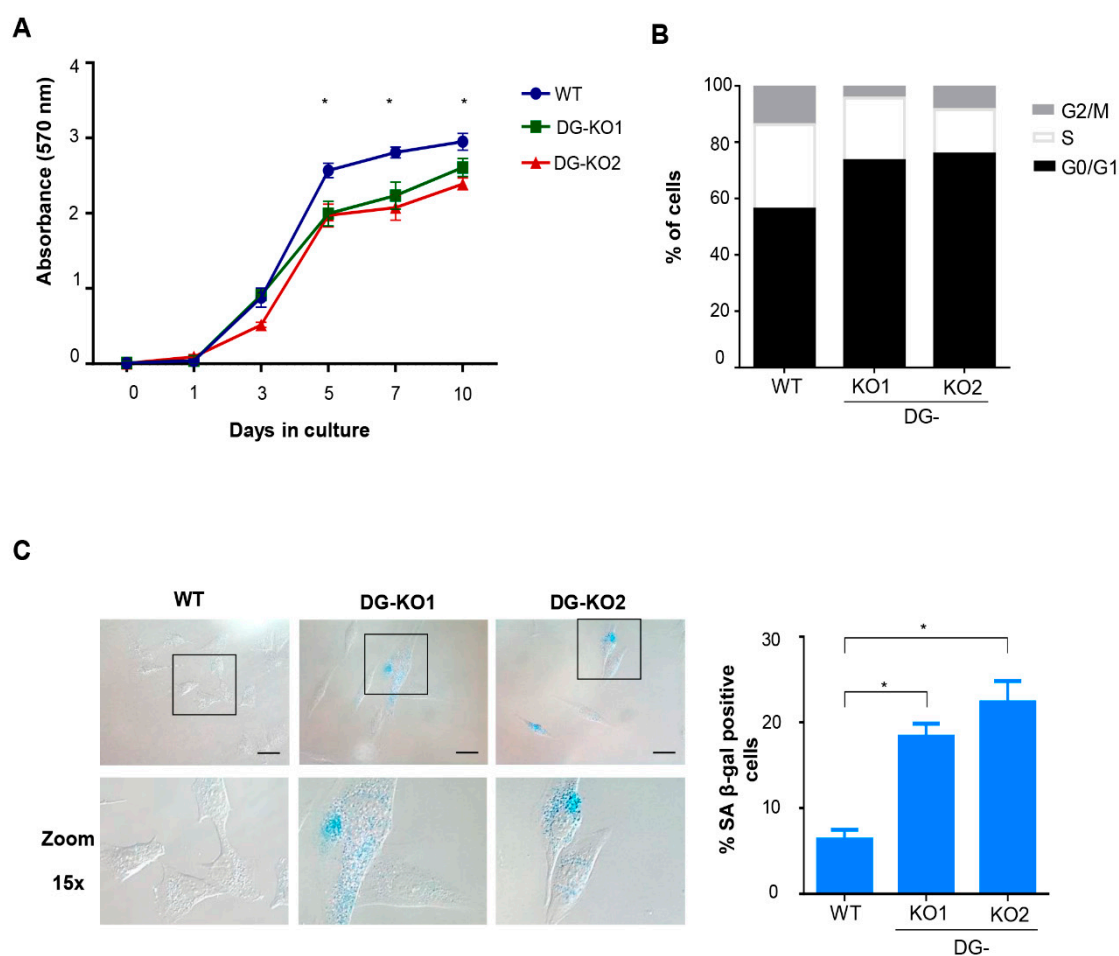 A
Absorbance (570 nm)
4
3
2
1
0
0 1 3 5 7 10
Days in culture
* * *
WT
DG-KO1
DG-KO2
B
% of cells
100
80
60
40
20
0
WT KO1 KO2
DG-
G2/M
S
G0/G1
C
WT DG-KO1 DG-KO2
Zoom
15x
% SA β-gal positive
cells
30
20
10
0
*
*
WT KO1 KO2
DG-